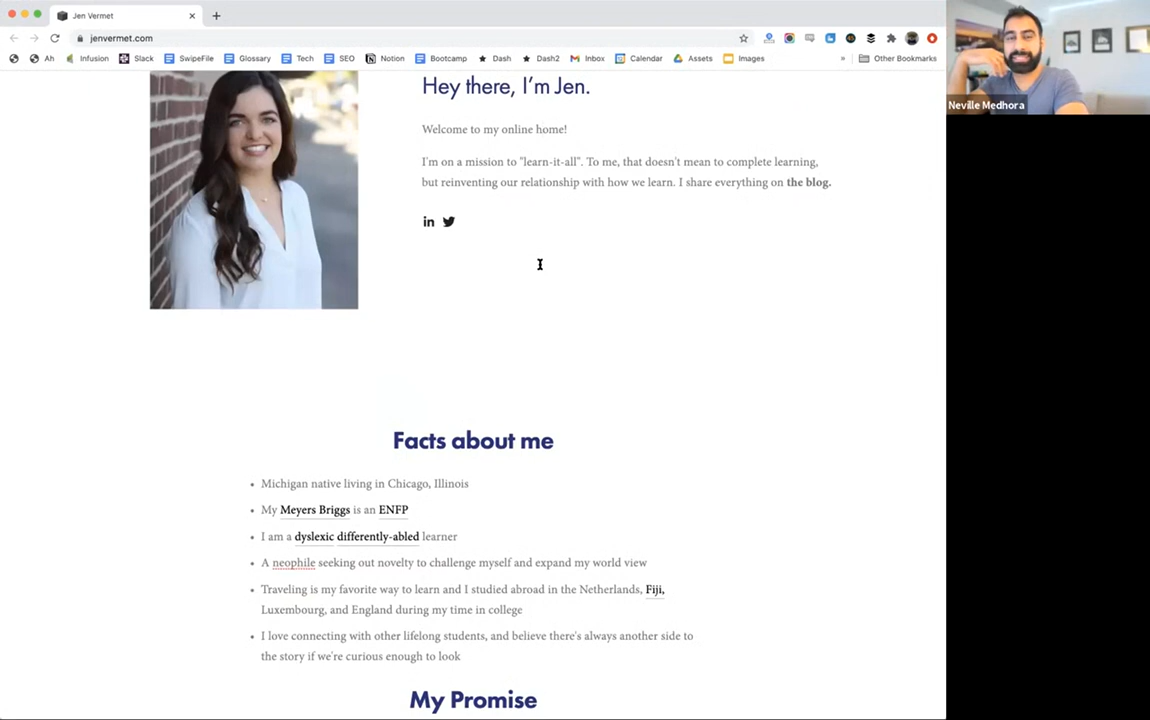 Jen Vermet
jenvermet.com
Ah Infusion Slack SwipeFile Glossary Tech SEO Notion Bootcamp Dash Dash2 Inbox Calendar Assets Images » Other Bookmarks
Neville Medhora
Hey there, I'm Jen.
Welcome to my online home!
I'm on a mission to "learn-it-all". To me, that doesn't mean to complete learning,
but reinventing our relationship with how we learn. I share everything on the blog.
in
Facts about me
• Michigan native living in Chicago, Illinois
• My Meyers Briggs is an ENFP
• I am a dyslexic differently-abled learner
• A neophile seeking out novelty to challenge myself and expand my world view
• Traveling is my favorite way to learn and I studied abroad in the Netherlands, Fiji,
Luxembourg, and England during my time in college
• I love connecting with other lifelong students, and believe there's always another side to
the story if we're curious enough to look
My Promise